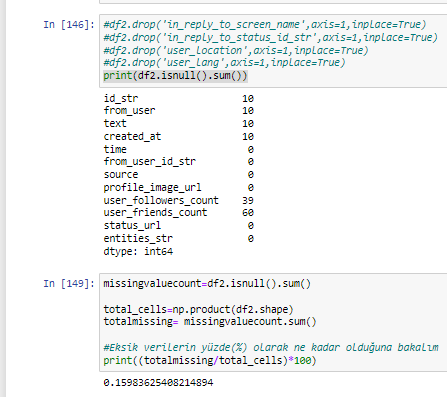 In [146]: #df2.drop('in_reply_to_screen_name',axis=1,inplace=True)
#df2.drop('in_reply_to_status_id_str',axis=1,inplace=True)
#df2.drop('user_location',axis=1,inplace=True)
#df2.drop('user_lang',axis=1,inplace=True)
print(df2.isnull().sum())
id_str 10
from_user 10
text 10
created_at 10
time 0
from_user_id_str 0
source 0
profile_image_url 0
user_followers_count 39
user_friends_count 60
status_url 0
entities_str 0
dtype: int64
In [149]: missingvaluecount=df2.isnull().sum()
total_cells=np.product(df2.shape)
totalmissing= missingvaluecount.sum()
#Eksik verilerin yüzde(%) olarak ne kadar olduğuna bakalım
print((totalmissing/total_cells)*100)
0.15983625408214894